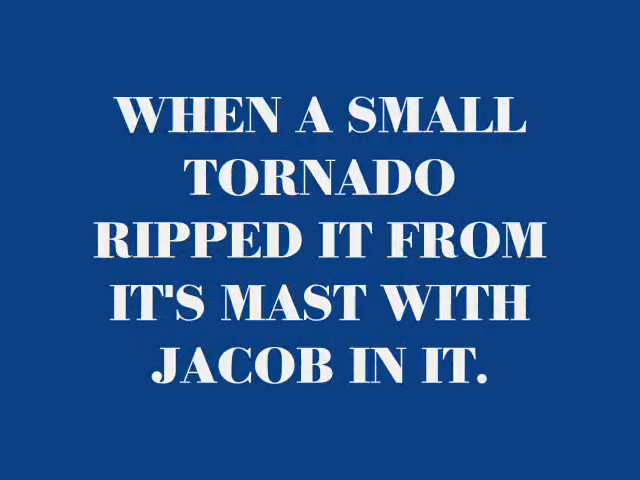 WHEN A SMALL
TORNADO
RIPPED IT FROM
IT'S MAST WITH
JACOB IN IT.